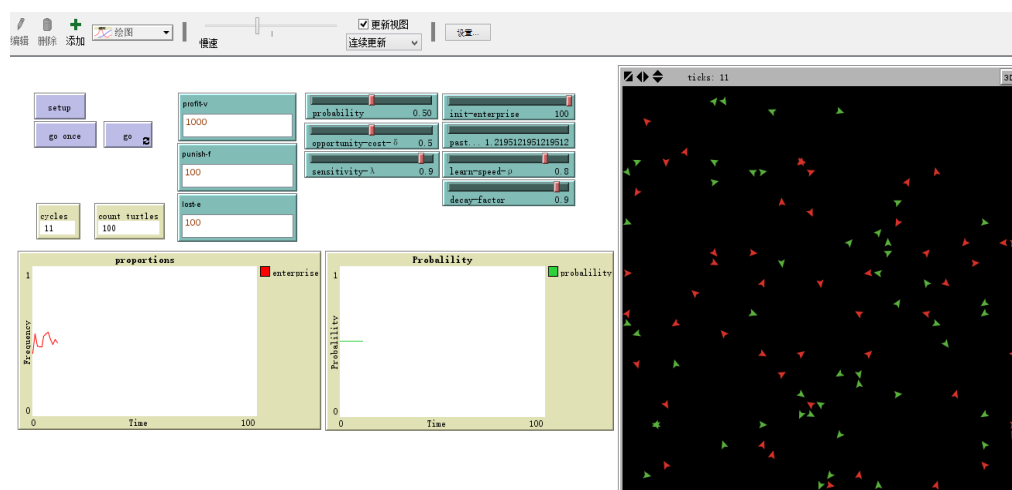 编辑 删除 添加 绘图 慢速 更新视图
连续更新 设置...
ticks: 11 3D
setup
go once go
profit-v
1000
punish-f
100
lost-e
100
probability 0.50
opportunity-cost-δ 0.5
sensitivity-λ 0.9
init-enterprise 100
past... 1.2195121951219512
learn-speed-ρ 0.8
decay-factor 0.9
cycles
11
count turtles
100
proportions
enterprise
Frequency
1
0
0 Time 100
Probalility
probability
Probalility
1
0
0 Time 100